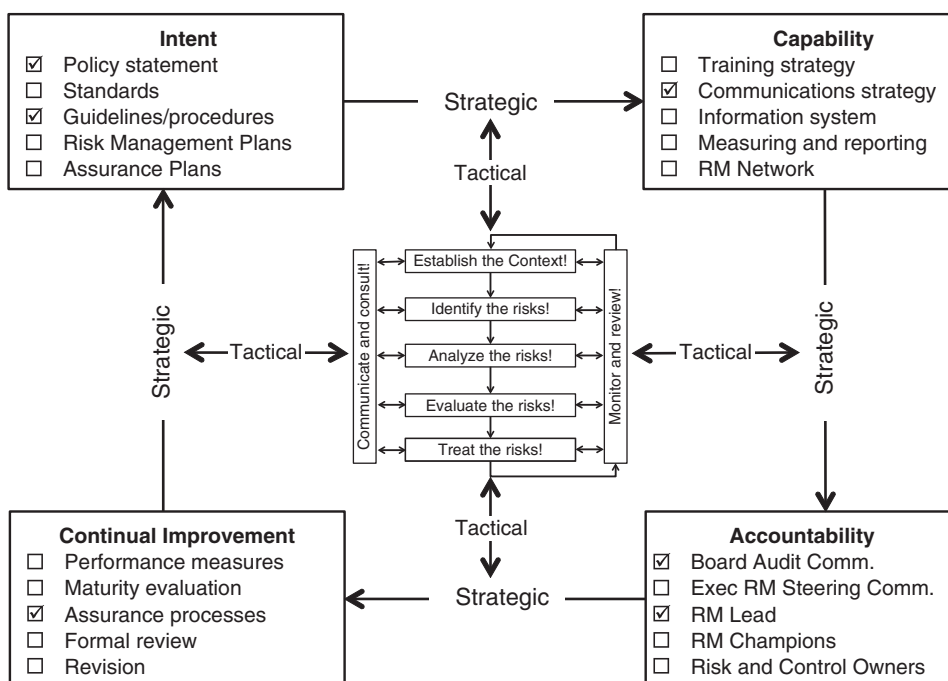 Intent
☑ Policy statement
☐ Standards
☑ Guidelines/procedures
☐ Risk Management Plans
☐ Assurance Plans
Strategic
Capability
☐ Training strategy
☑ Communications strategy
☐ Information system
☐ Measuring and reporting
☐ RM Network
Tactical
Strategic
Tactical
Communicate and consult!
Establish the Context!
Identify the risks!
Analyze the risks!
Evaluate the risks!
Treat the risks!
Monitor and review!
Tactical
Strategic
Tactical
Continual Improvement
☐ Performance measures
☐ Maturity evaluation
☑ Assurance processes
☐ Formal review
☐ Revision
Strategic
Accountability
☑ Board Audit Comm.
☐ Exec RM Steering Comm.
☑ RM Lead
☐ RM Champions
☐ Risk and Control Owners